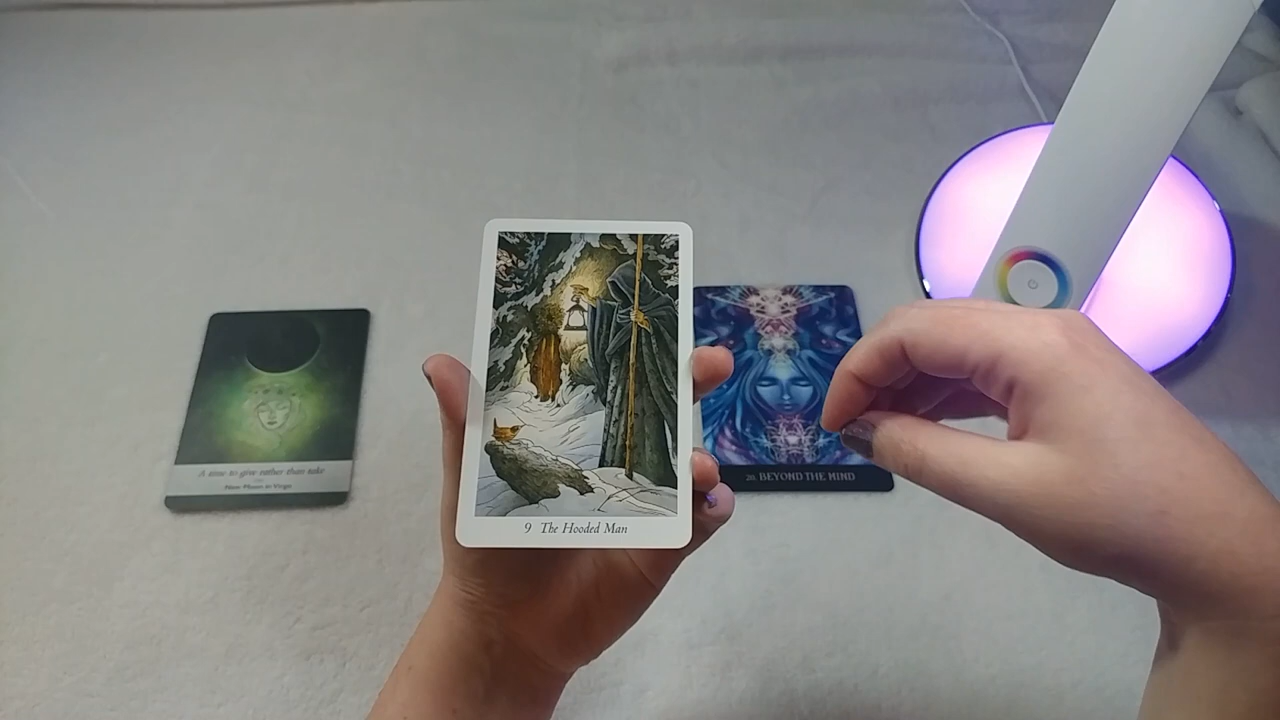 A time to give rather than take
New Moon in Virgo
9 The Hooded Man
20. BEYOND THE MIND